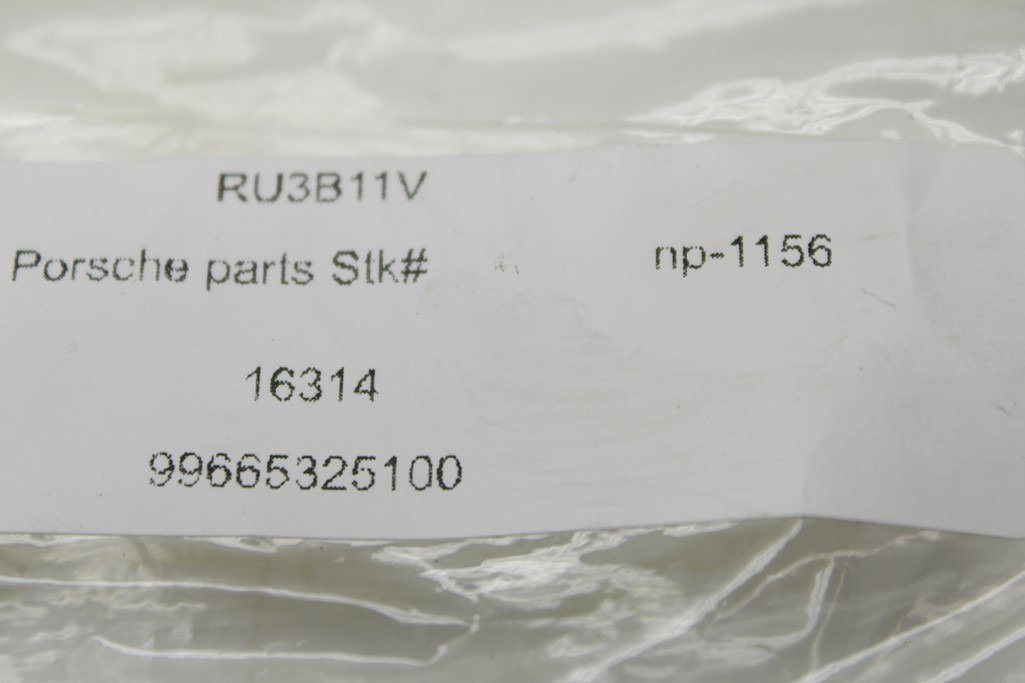 RU3B11V
Porsche parts Stk# np-1156
16314
99665325100